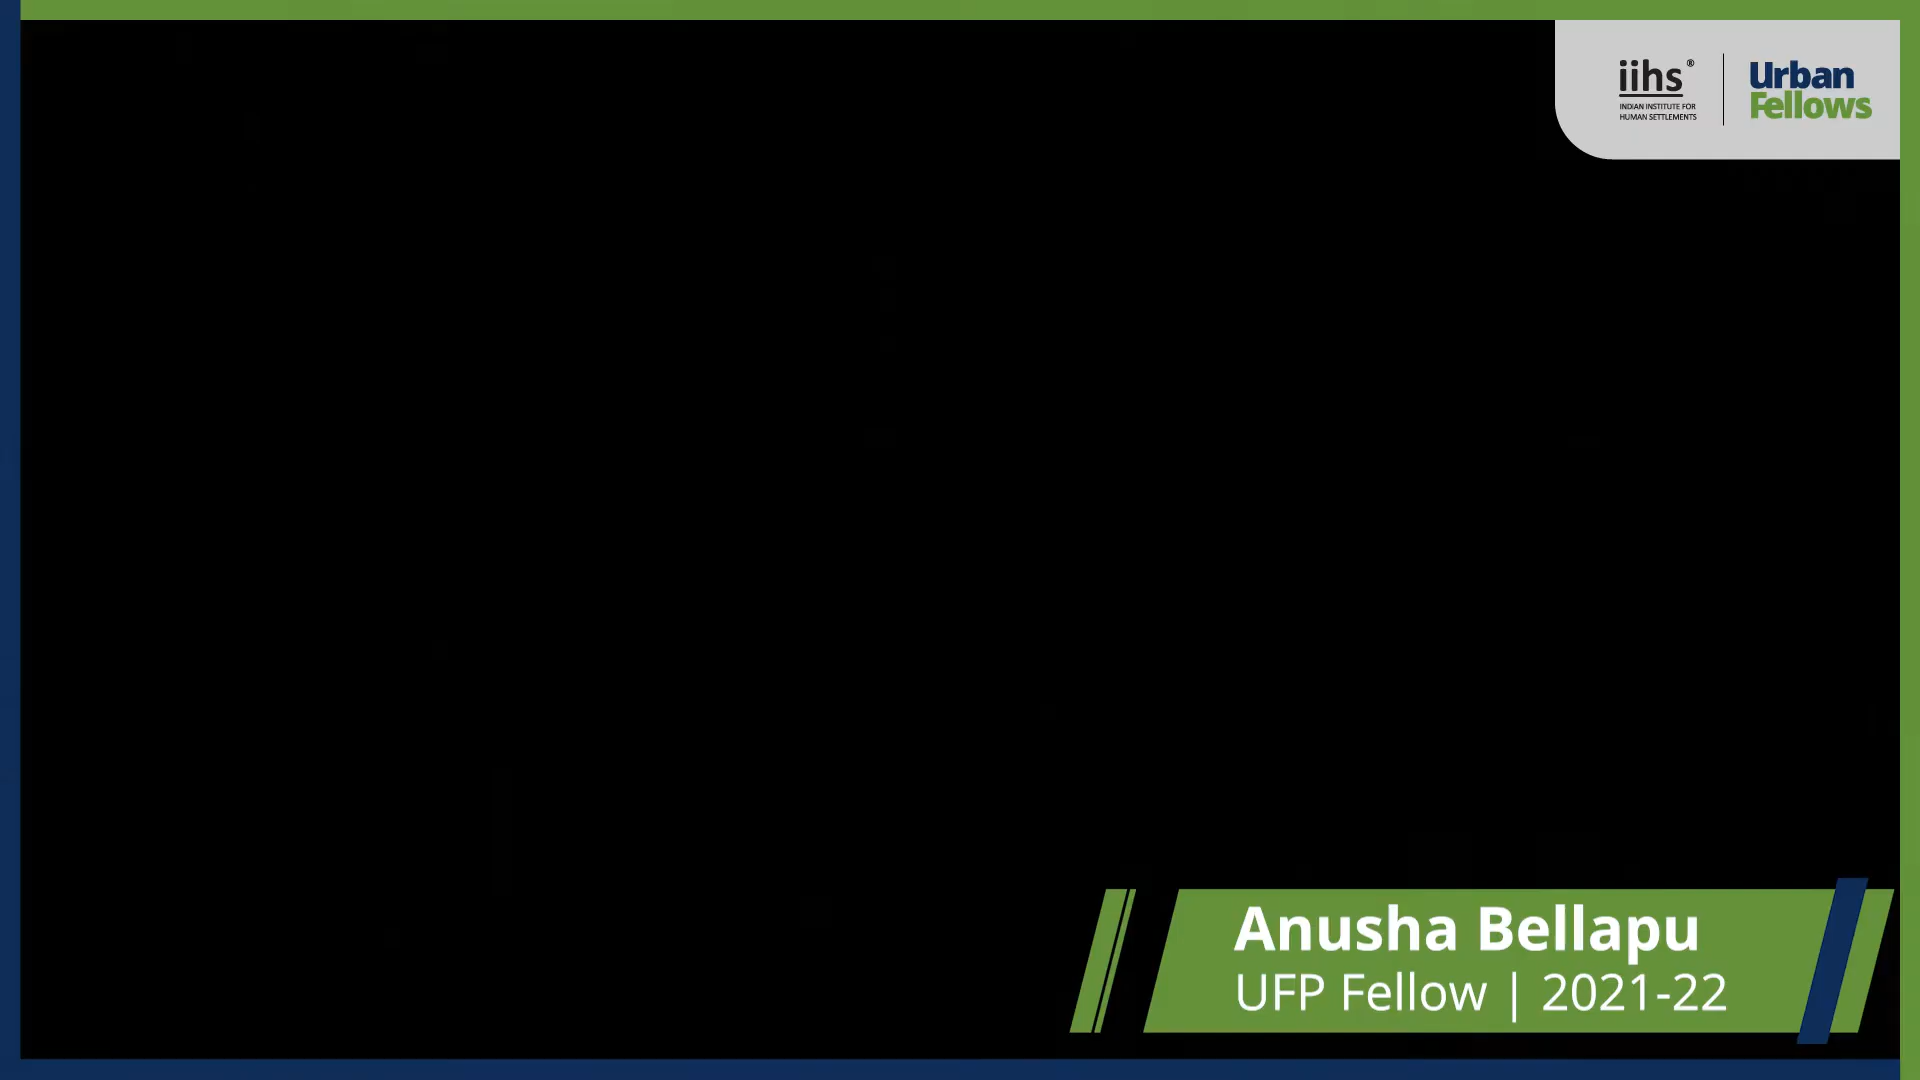 iihs®
INDIAN INSTITUTE FOR
HUMAN SETTLEMENTS
Urban
Fellows
Anusha Bellapu
UFP Fellow | 2021-22